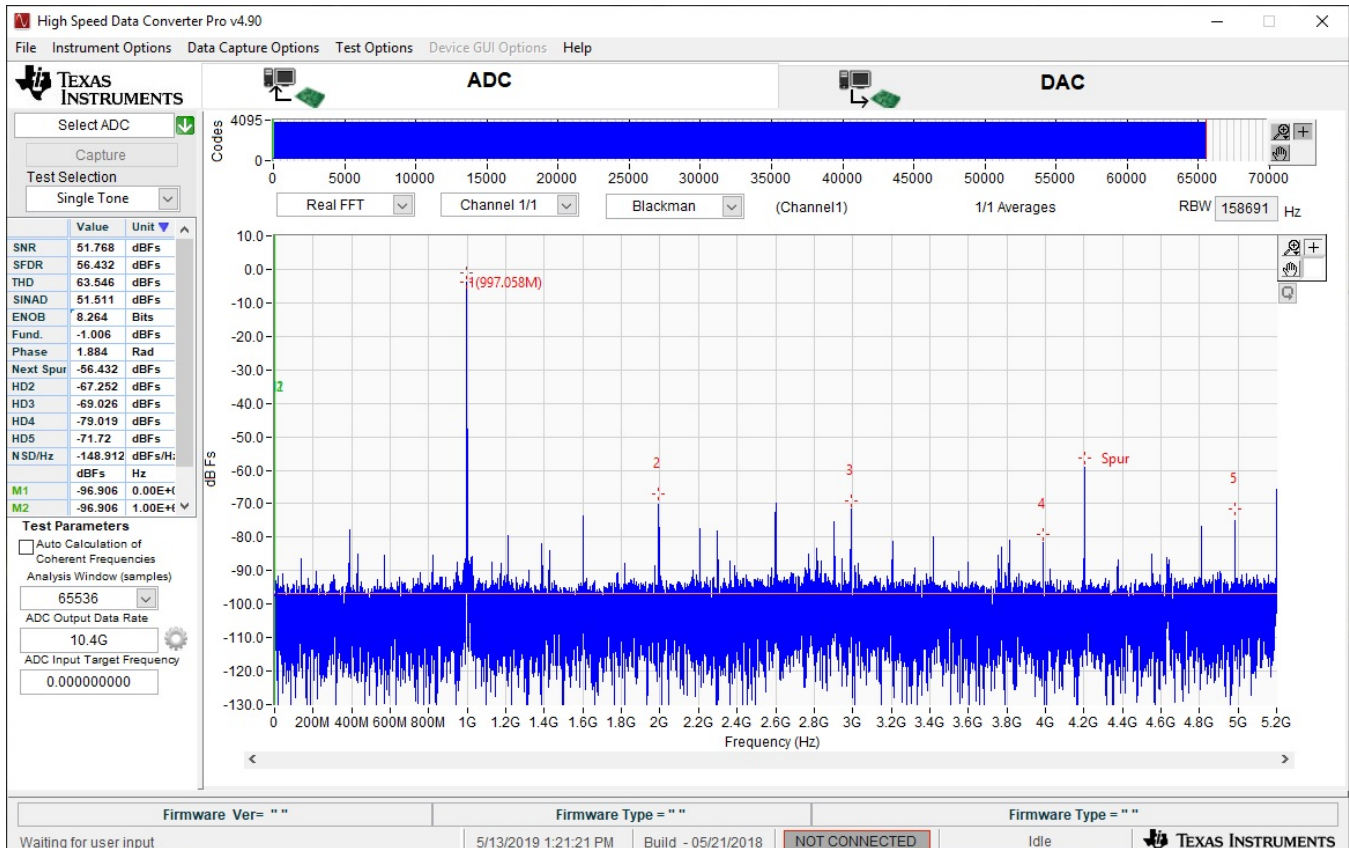 High Speed Data Converter Pro v4.90
File Instrument Options Data Capture Options Test Options Device GUI Options Help
TEXAS INSTRUMENTS
ADC
DAC
Select ADC
Capture
Test Selection
Single Tone
Value Unit
SNR 51.768 dBFs
SFDR 56.432 dBFs
THD 63.546 dBFs
SINAD 51.511 dBFs
ENOB 8.264 Bits
Fund. -1.006 dBFs
Phase 1.884 Rad
Next Spur -56.432 dBFs
HD2 -67.252 dBFs
HD3 -69.026 dBFs
HD4 -79.019 dBFs
HD5 -71.72 dBFs
NSD/Hz -148.912 dBFs/H
dBFs Hz
M1 -96.906 0.00E+
M2 -96.906 1.00E+
Test Parameters
Auto Calculation of
Coherent Frequencies
Analysis Window (samples)
65536
ADC Output Data Rate
10.4G
ADC Input Target Frequency
0.000000000
Codes
4095
0
0 5000 10000 15000 20000 25000 30000 35000 40000 45000 50000 55000 60000 65000 70000
Real FFT Channel 1/1 Blackman (Channel1) 1/1 Averages RBW 158691 Hz
dBFs
10.0
0.0
-10.0
-20.0
-30.0
-40.0
-50.0
-60.0
-70.0
-80.0
-90.0
-100.0
-110.0
-120.0
-130.0
1(997.058M)
2
3
4
Spur
5
0 200M 400M 600M 800M 1G 1.2G 1.4G 1.6G 1.8G 2G 2.2G 2.4G 2.6G 2.8G 3G 3.2G 3.4G 3.6G 3.8G 4G 4.2G 4.4G 4.6G 4.8G 5G 5.2G
Frequency (Hz)
Firmware Ver= " " Firmware Type = " " Firmware Type = " "
Waiting for user input 5/13/2019 1:21:21 PM Build - 05/21/2018 NOT CONNECTED Idle TEXAS INSTRUMENTS